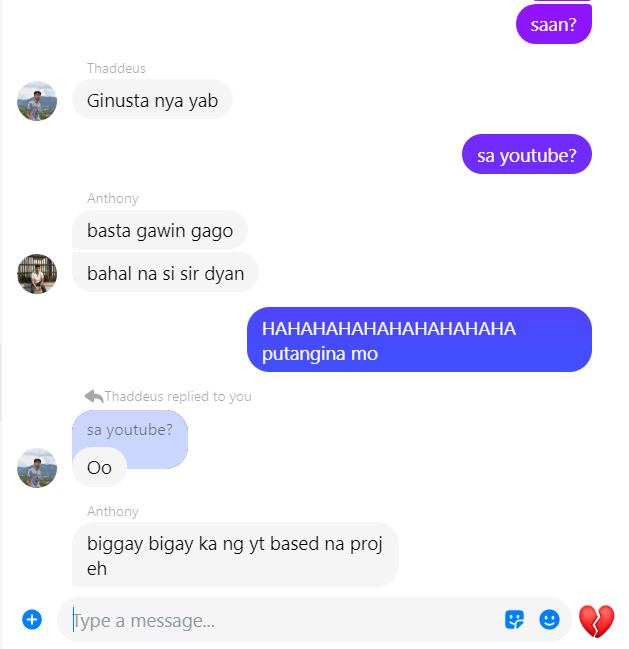 saan?
Thaddeus
Ginusta nya yab
sa youtube?
Anthony
basta gawin gago
bahal na si sir dyan
HAHAHAHAHAHAHAHAHAHA
putangina mo
Thaddeus replied to you
sa youtube?
Oo
Anthony
biggay bigay ka ng yt based na proj
eh
Type a message...